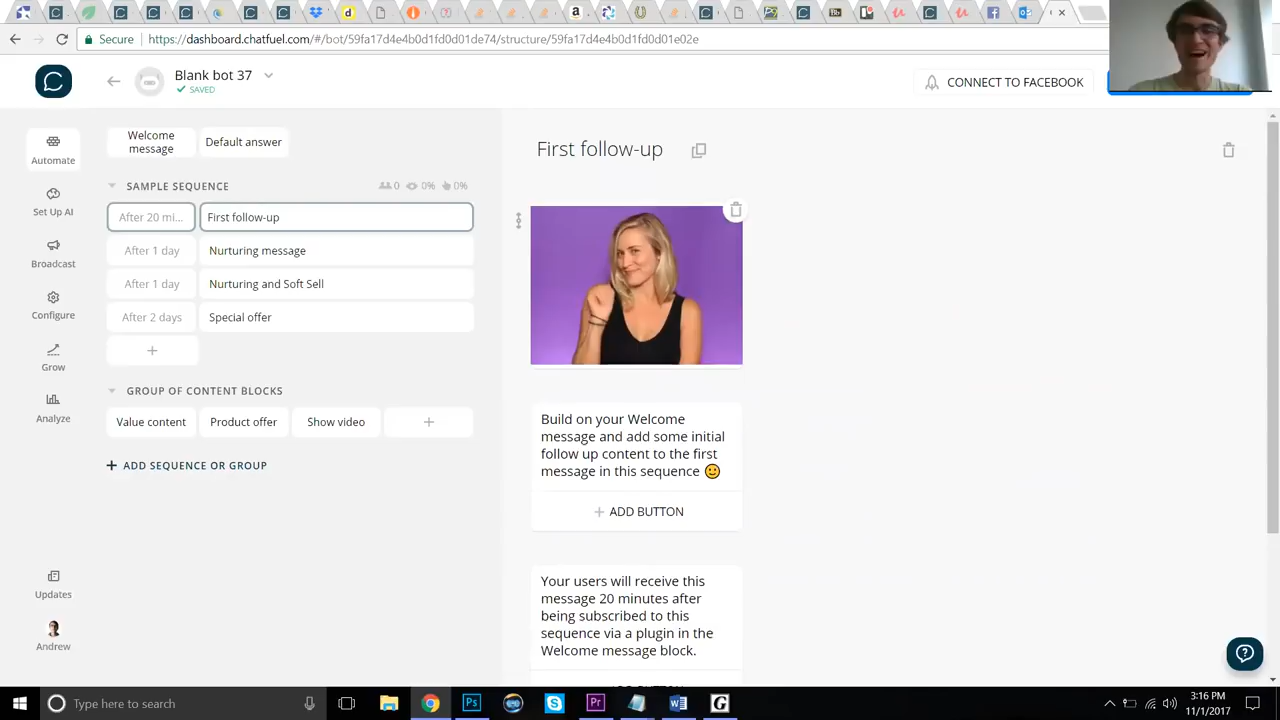 Secure
https://dashboard.chatfuel.com/#/bot/59fa17d4e4b0d1fd0d01de74/structure/59fa17d4e4b0d1fd0d01e02e
Blank bot 37
SAVED
CONNECT TO FACEBOOK
Automate
Set Up AI
Broadcast
Configure
Grow
Analyze
Updates
Andrew
Welcome
message
Default answer
SAMPLE SEQUENCE
0
0%
0%
After 20 mi...
First follow-up
After 1 day
Nurturing message
After 1 day
Nurturing and Soft Sell
After 2 days
Special offer
GROUP OF CONTENT BLOCKS
Value content
Product offer
Show video
ADD SEQUENCE OR GROUP
First follow-up
Build on your Welcome
message and add some initial
follow up content to the first
message in this sequence
ADD BUTTON
Your users will receive this
message 20 minutes after
being subscribed to this
sequence via a plugin in the
Welcome message block.
Type here to search
3:16 PM
11/1/2017